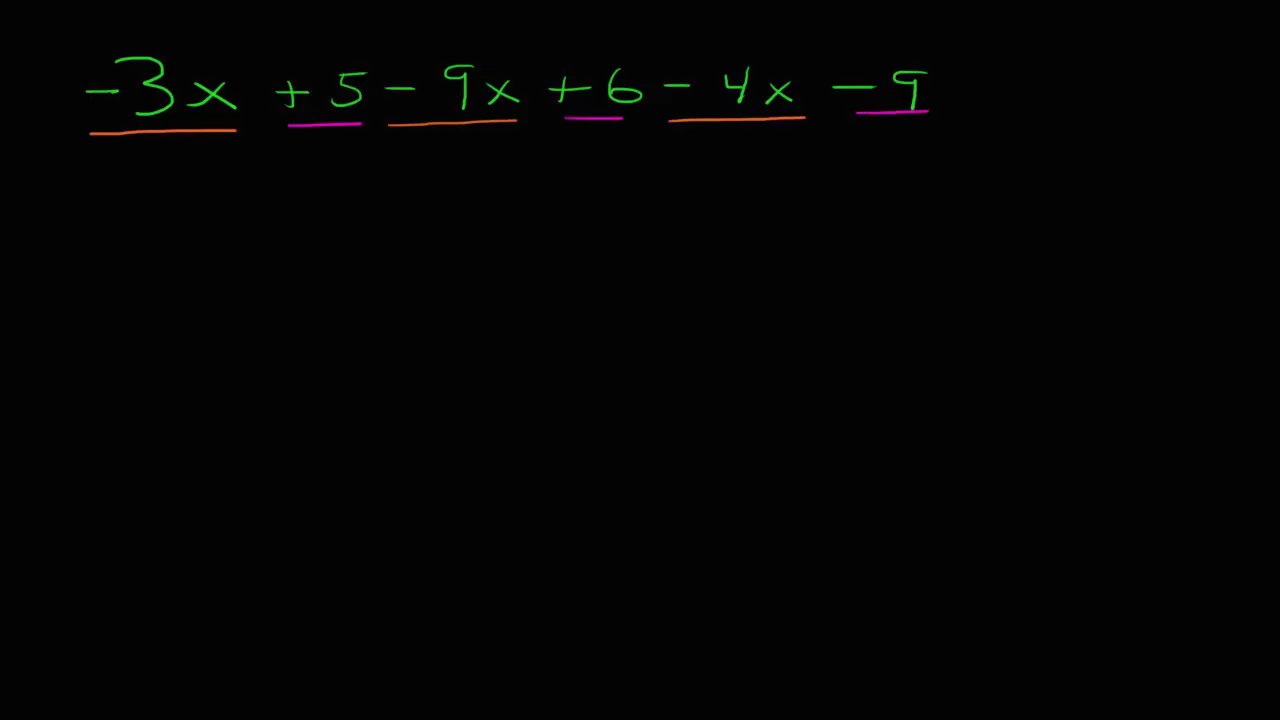 -3x +5 - 9x +6 - 4x - 9